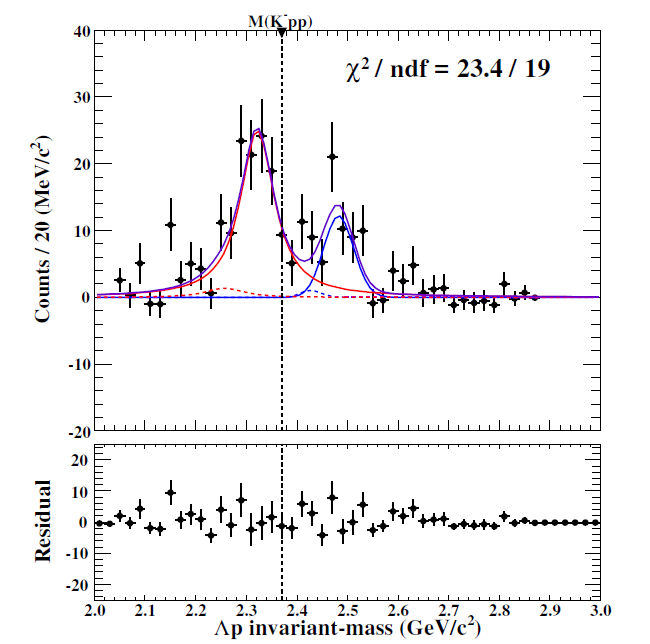 M(K⁻pp)
χ² / ndf = 23.4 / 19
Counts / 20 (MeV/c²)
40
30
20
10
0
-10
-20
Residual
20
10
0
-10
-20
2.0 2.1 2.2 2.3 2.4 2.5 2.6 2.7 2.8 2.9 3.0
Λp invariant-mass (GeV/c²)